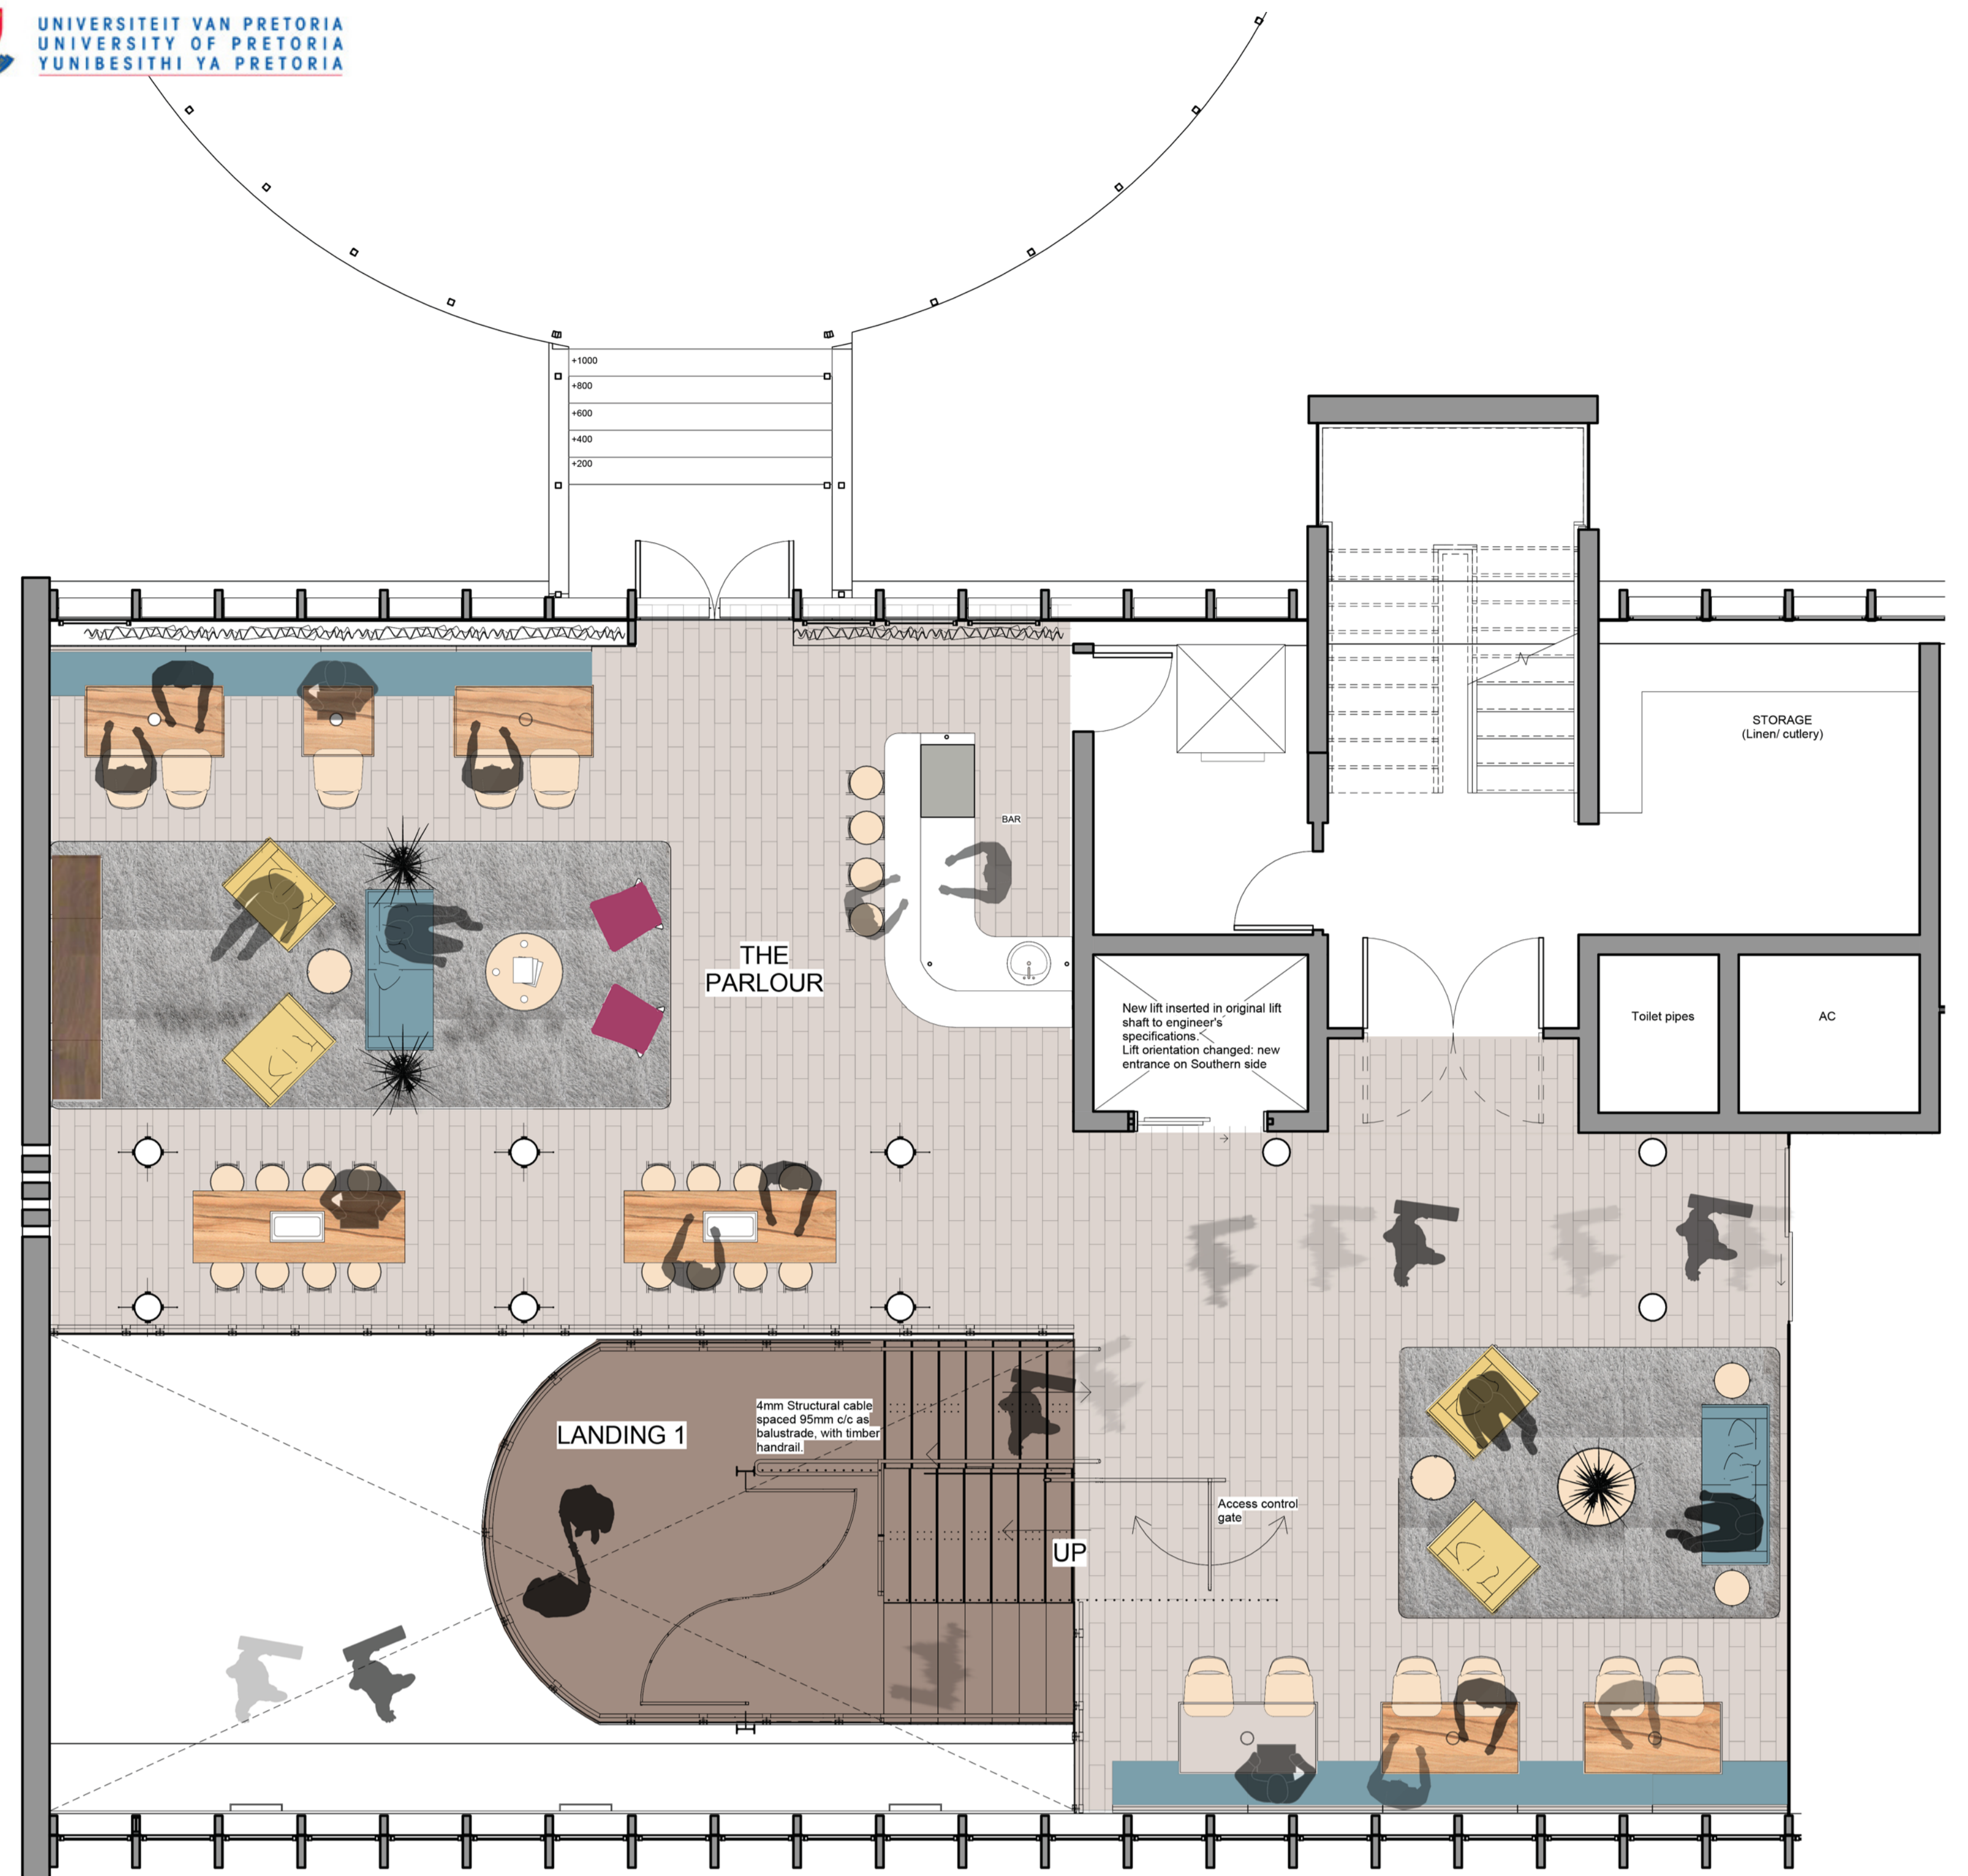 UNIVERSITEIT VAN PRETORIA
UNIVERSITY OF PRETORIA
YUNIBESITHI YA PRETORIA
+1000
+800
+600
+400
+200
STORAGE
(Linen/ cutlery)
BAR
THE
PARLOUR
New lift inserted in original lift
shaft to engineer's
specifications.
Lift orientation changed: new
entrance on Southern side
Toilet pipes
AC
4mm Structural cable
spaced 95mm c/c as
balustrade, with timber
handrail.
LANDING 1
Access control
gate
UP